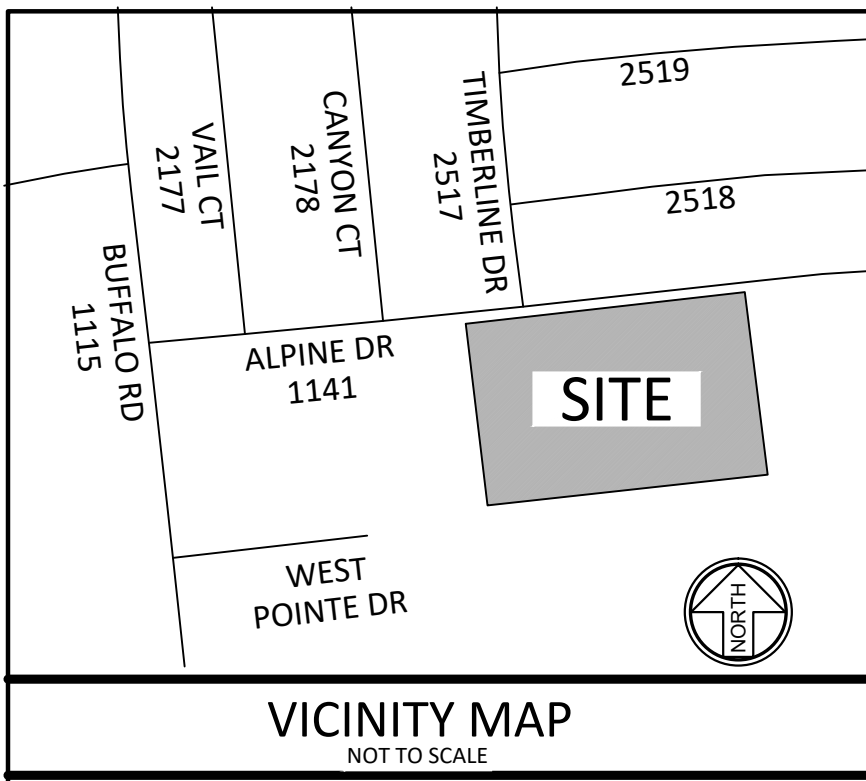 2519
VAIL CT
2177
CANYON CT
2178
TIMBERLINE DR
2517
2518
BUFFALO RD
1115
ALPINE DR
1141
SITE
WEST
POINTE DR
NORTH
VICINITY MAP
NOT TO SCALE